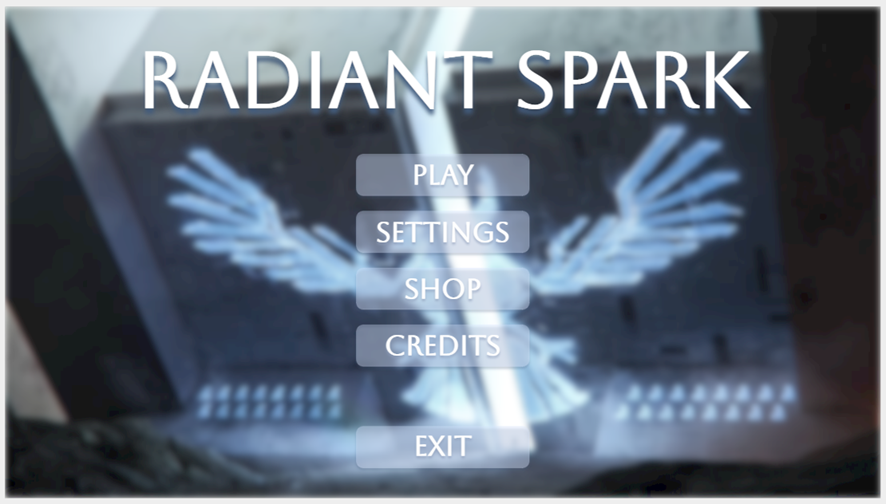 RADIANT SPARK
PLAY
SETTINGS
SHOP
CREDITS
EXIT